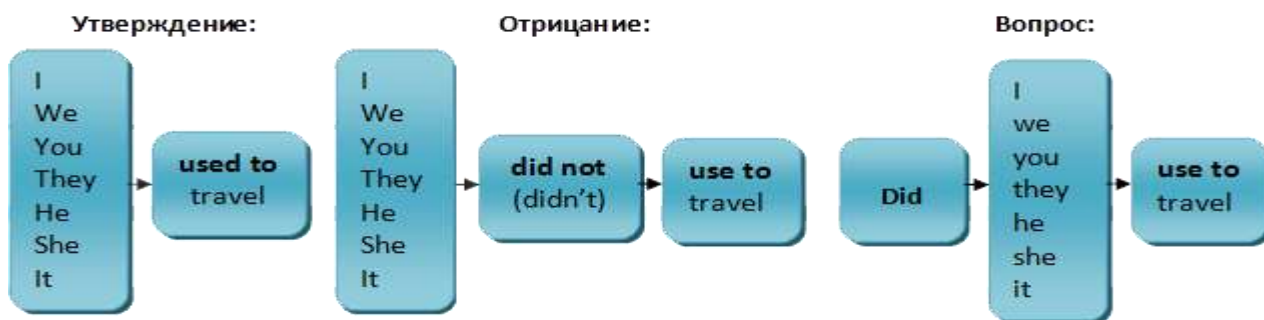 Утверждение:
I
We
You
They
He
She
It
used to
travel
Отрицание:
I
We
You
They
He
She
It
did not
(didn't)
use to
travel
Вопрос:
Did
I
we
you
they
he
she
it
use to
travel